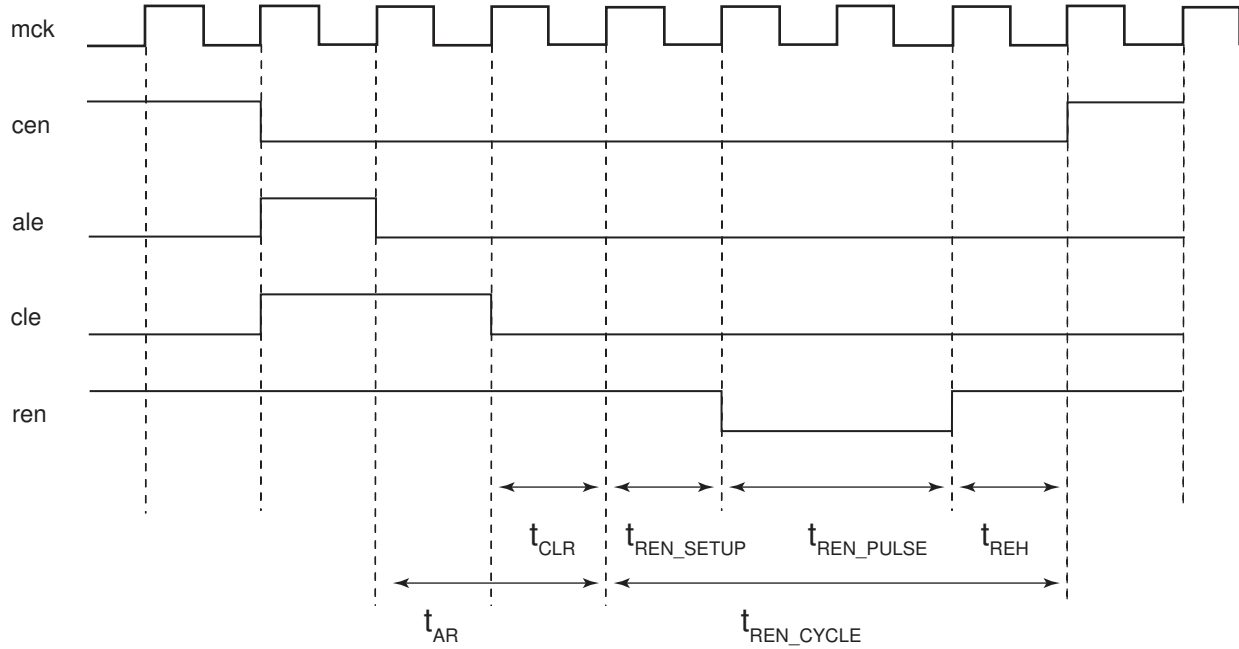 mck
cen
ale
cle
ren
tCLR tREN_SETUP tREN_PULSE tREH
tAR tREN_CYCLE